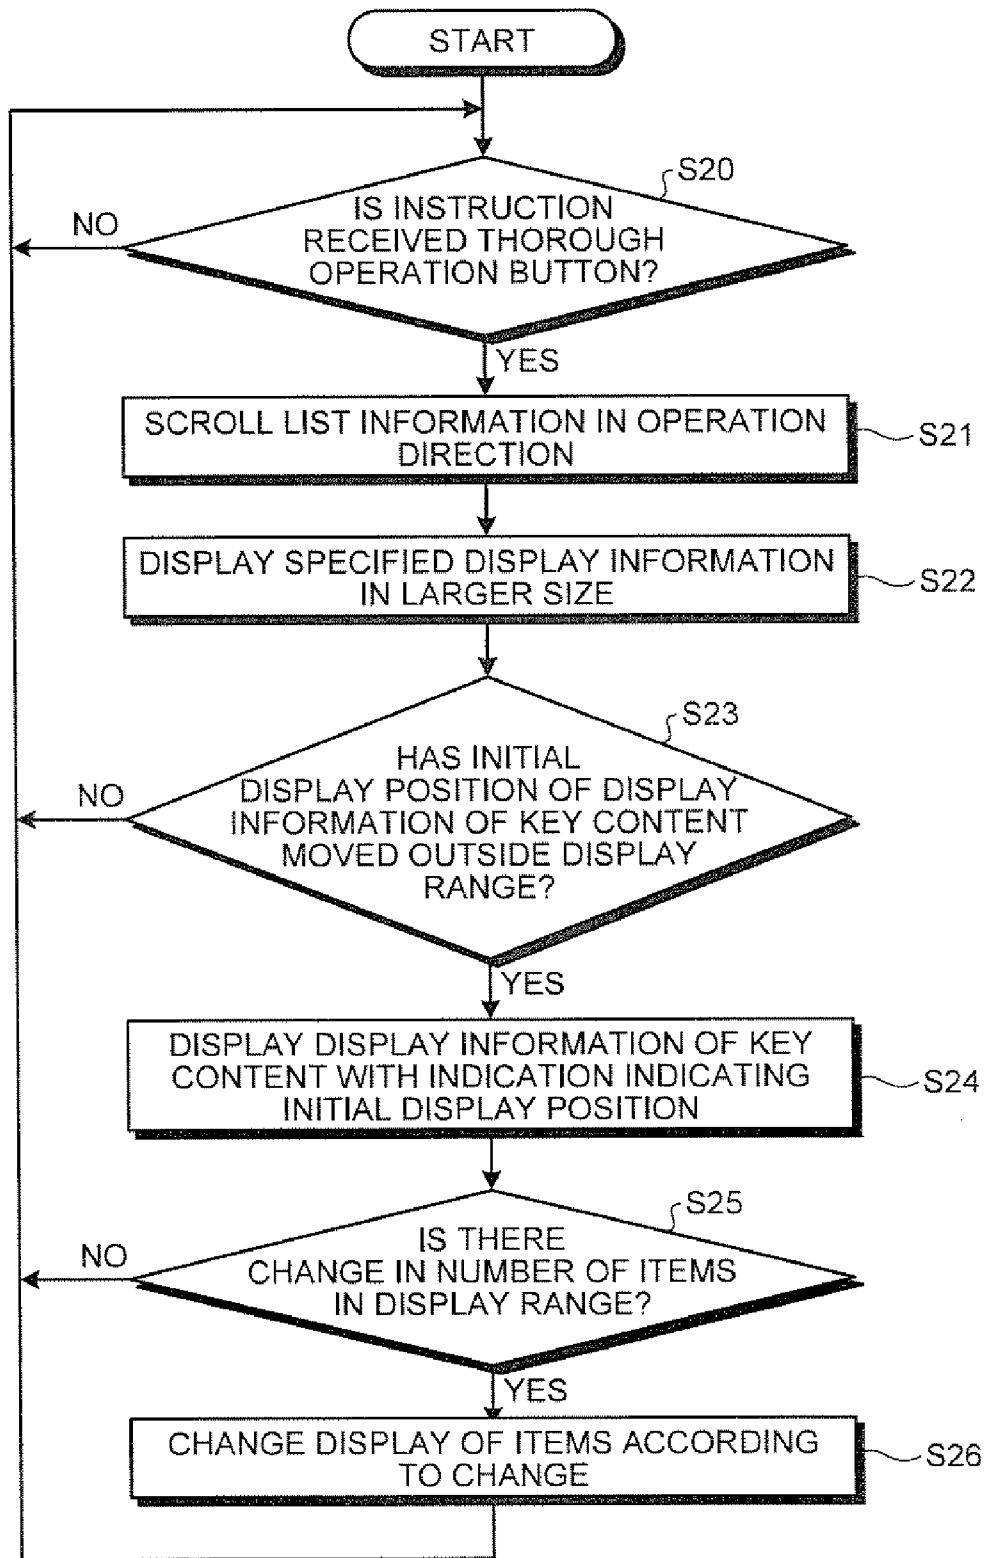 START
S20
IS INSTRUCTION
NO
RECEIVED THOROUGH
OPERATION BUTTON?
YES
SCROLL LIST INFORMATION IN OPERATION
DIRECTION
S21
DISPLAY SPECIFIED DISPLAY INFORMATION
IN LARGER SIZE
S22
S23
HAS INITIAL
NO
DISPLAY POSITION OF DISPLAY
INFORMATION OF KEY CONTENT
MOVED OUTSIDE DISPLAY
RANGE?
YES
DISPLAY DISPLAY INFORMATION OF KEY
CONTENT WITH INDICATION INDICATING
INITIAL DISPLAY POSITION
S24
S25
IS THERE
NO
CHANGE IN NUMBER OF ITEMS
IN DISPLAY RANGE?
YES
CHANGE DISPLAY OF ITEMS ACCORDING
TO CHANGE
S26